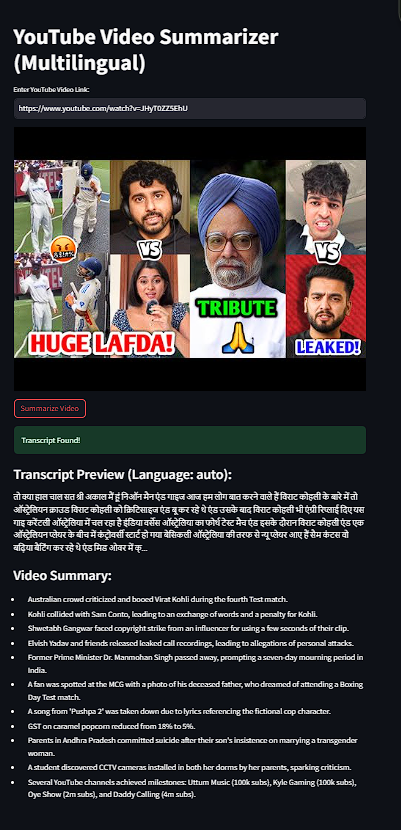 YouTube Video Summarizer
(Multilingual)
Enter YouTube Video Link:
https://www.youtube.com/watch?v=JHyT0ZZ5EhU
VS
VS
HUGE LAFDA!
TRIBUTE
LEAKED!
Summarize Video
Transcript Found!
Transcript Preview (Language: auto):
तो क्या हाल चाल सत श्री अकाल मैं हूं निऑन मैन एंड गाइज आज हम लोग बात करने वाले हैं विराट कोहली के बारे में तो
ऑस्ट्रेलियन क्राउड विराट कोहली को क्रिटिसाइज एंड बू कर रहे थे एंड उसके बाद विराट कोहली भी एंग्री रिप्लाई दिए यस
गाइ करेंटली ऑस्ट्रेलिया में चल रहा है इंडिया वर्सेस ऑस्ट्रेलिया का फोर्थ टेस्ट मैच एंड इसके दौरान विराट कोहली एंड एक
ऑस्ट्रेलियन प्लेयर के बीच में कंट्रोवर्सी स्टार्ट हो गया बेसिकली ऑस्ट्रेलिया की तरफ से न्यू प्लेयर आए हैं सैम कंटस वो
बढ़िया बैटिंग कर रहे थे एंड मिड ओवर में क्...
Video Summary:
Australian crowd criticized and booed Virat Kohli during the fourth Test match.
Kohli collided with Sam Conto, leading to an exchange of words and a penalty for Kohli.
Shwetabh Gangwar faced copyright strike from an influencer for using a few seconds of their clip.
Elvish Yadav and friends released leaked call recordings, leading to allegations of personal attacks.
Former Prime Minister Dr. Manmohan Singh passed away, prompting a seven-day mourning period in
India.
A fan was spotted at the MCG with a photo of his deceased father, who dreamed of attending a Boxing
Day Test match.
A song from 'Pushpa 2' was taken down due to lyrics referencing the fictional cop character.
GST on caramel popcorn reduced from 18% to 5%.
Parents in Andhra Pradesh committed suicide after their son's insistence on marrying a transgender
woman.
A student discovered CCTV cameras installed in both her dorms by her parents, sparking criticism.
Several YouTube channels achieved milestones: Uttum Music (100k subs), Kyle Gaming (100k subs),
Oye Show (2m subs), and Daddy Calling (4m subs).